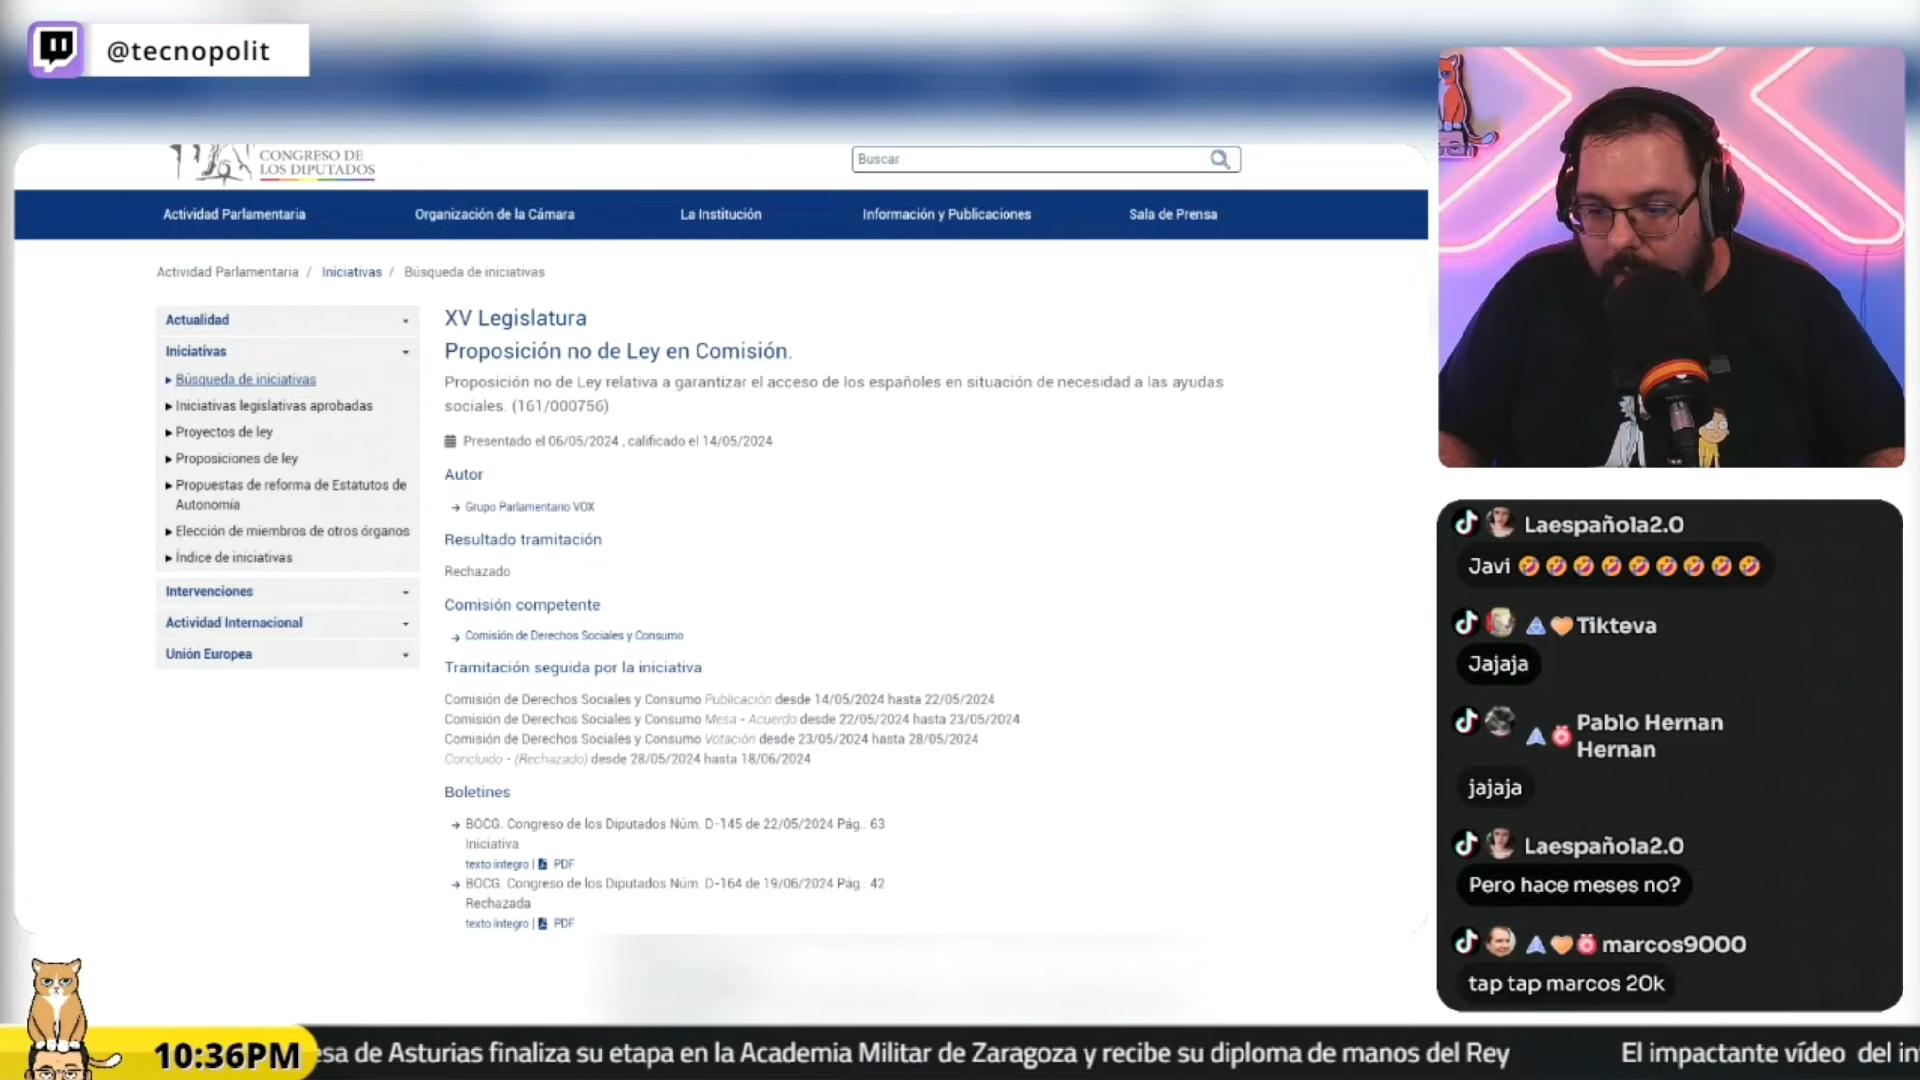 @tecnopolit
CONGRESO DE
LOS DIPUTADOS
Buscar
Actividad Parlamentaria
Organización de la Cámara
La Institución
Información y Publicaciones
Sala de Prensa
Actividad Parlamentaria / Iniciativas / Búsqueda de iniciativas
Actualidad
Iniciativas
Búsqueda de iniciativas
Iniciativas legislativas aprobadas
Proyectos de ley
Proposiciones de ley
Propuestas de reforma de Estatutos de
Autonomía
Elección de miembros de otros órganos
Índice de iniciativas
Intervenciones
Actividad Internacional
Unión Europea
XV Legislatura
Proposición no de Ley en Comisión.
Proposición no de Ley relativa a garantizar el acceso de los españoles en situación de necesidad a las ayudas
sociales. (161/000756)
Presentado el 06/05/2024 , calificado el 14/05/2024
Autor
Grupo Parlamentario VOX
Resultado tramitación
Rechazado
Comisión competente
Comisión de Derechos Sociales y Consumo
Tramitación seguida por la iniciativa
Comisión de Derechos Sociales y Consumo Publicación desde 14/05/2024 hasta 22/05/2024
Comisión de Derechos Sociales y Consumo Mesa - Acuerdo desde 22/05/2024 hasta 23/05/2024
Comisión de Derechos Sociales y Consumo Votación desde 23/05/2024 hasta 28/05/2024
Concluido - (Rechazado) desde 28/05/2024 hasta 18/06/2024
Boletines
BOCG. Congreso de los Diputados Núm. D-145 de 22/05/2024 Pág.: 63
Iniciativa
texto íntegro | PDF
BOCG. Congreso de los Diputados Núm. D-164 de 19/06/2024 Pág.: 42
Rechazada
texto íntegro | PDF
Laespañola2.0
Javi 🤣🤣🤣🤣🤣🤣🤣🤣🤣
Tikteva
Jajaja
Pablo Hernan
Hernan
jajaja
Laespañola2.0
Pero hace meses no?
marcos9000
tap tap marcos 20k
10:36PM
esa de Asturias finaliza su etapa en la Academia Militar de Zaragoza y recibe su diploma de manos del Rey
El impactante vídeo del in